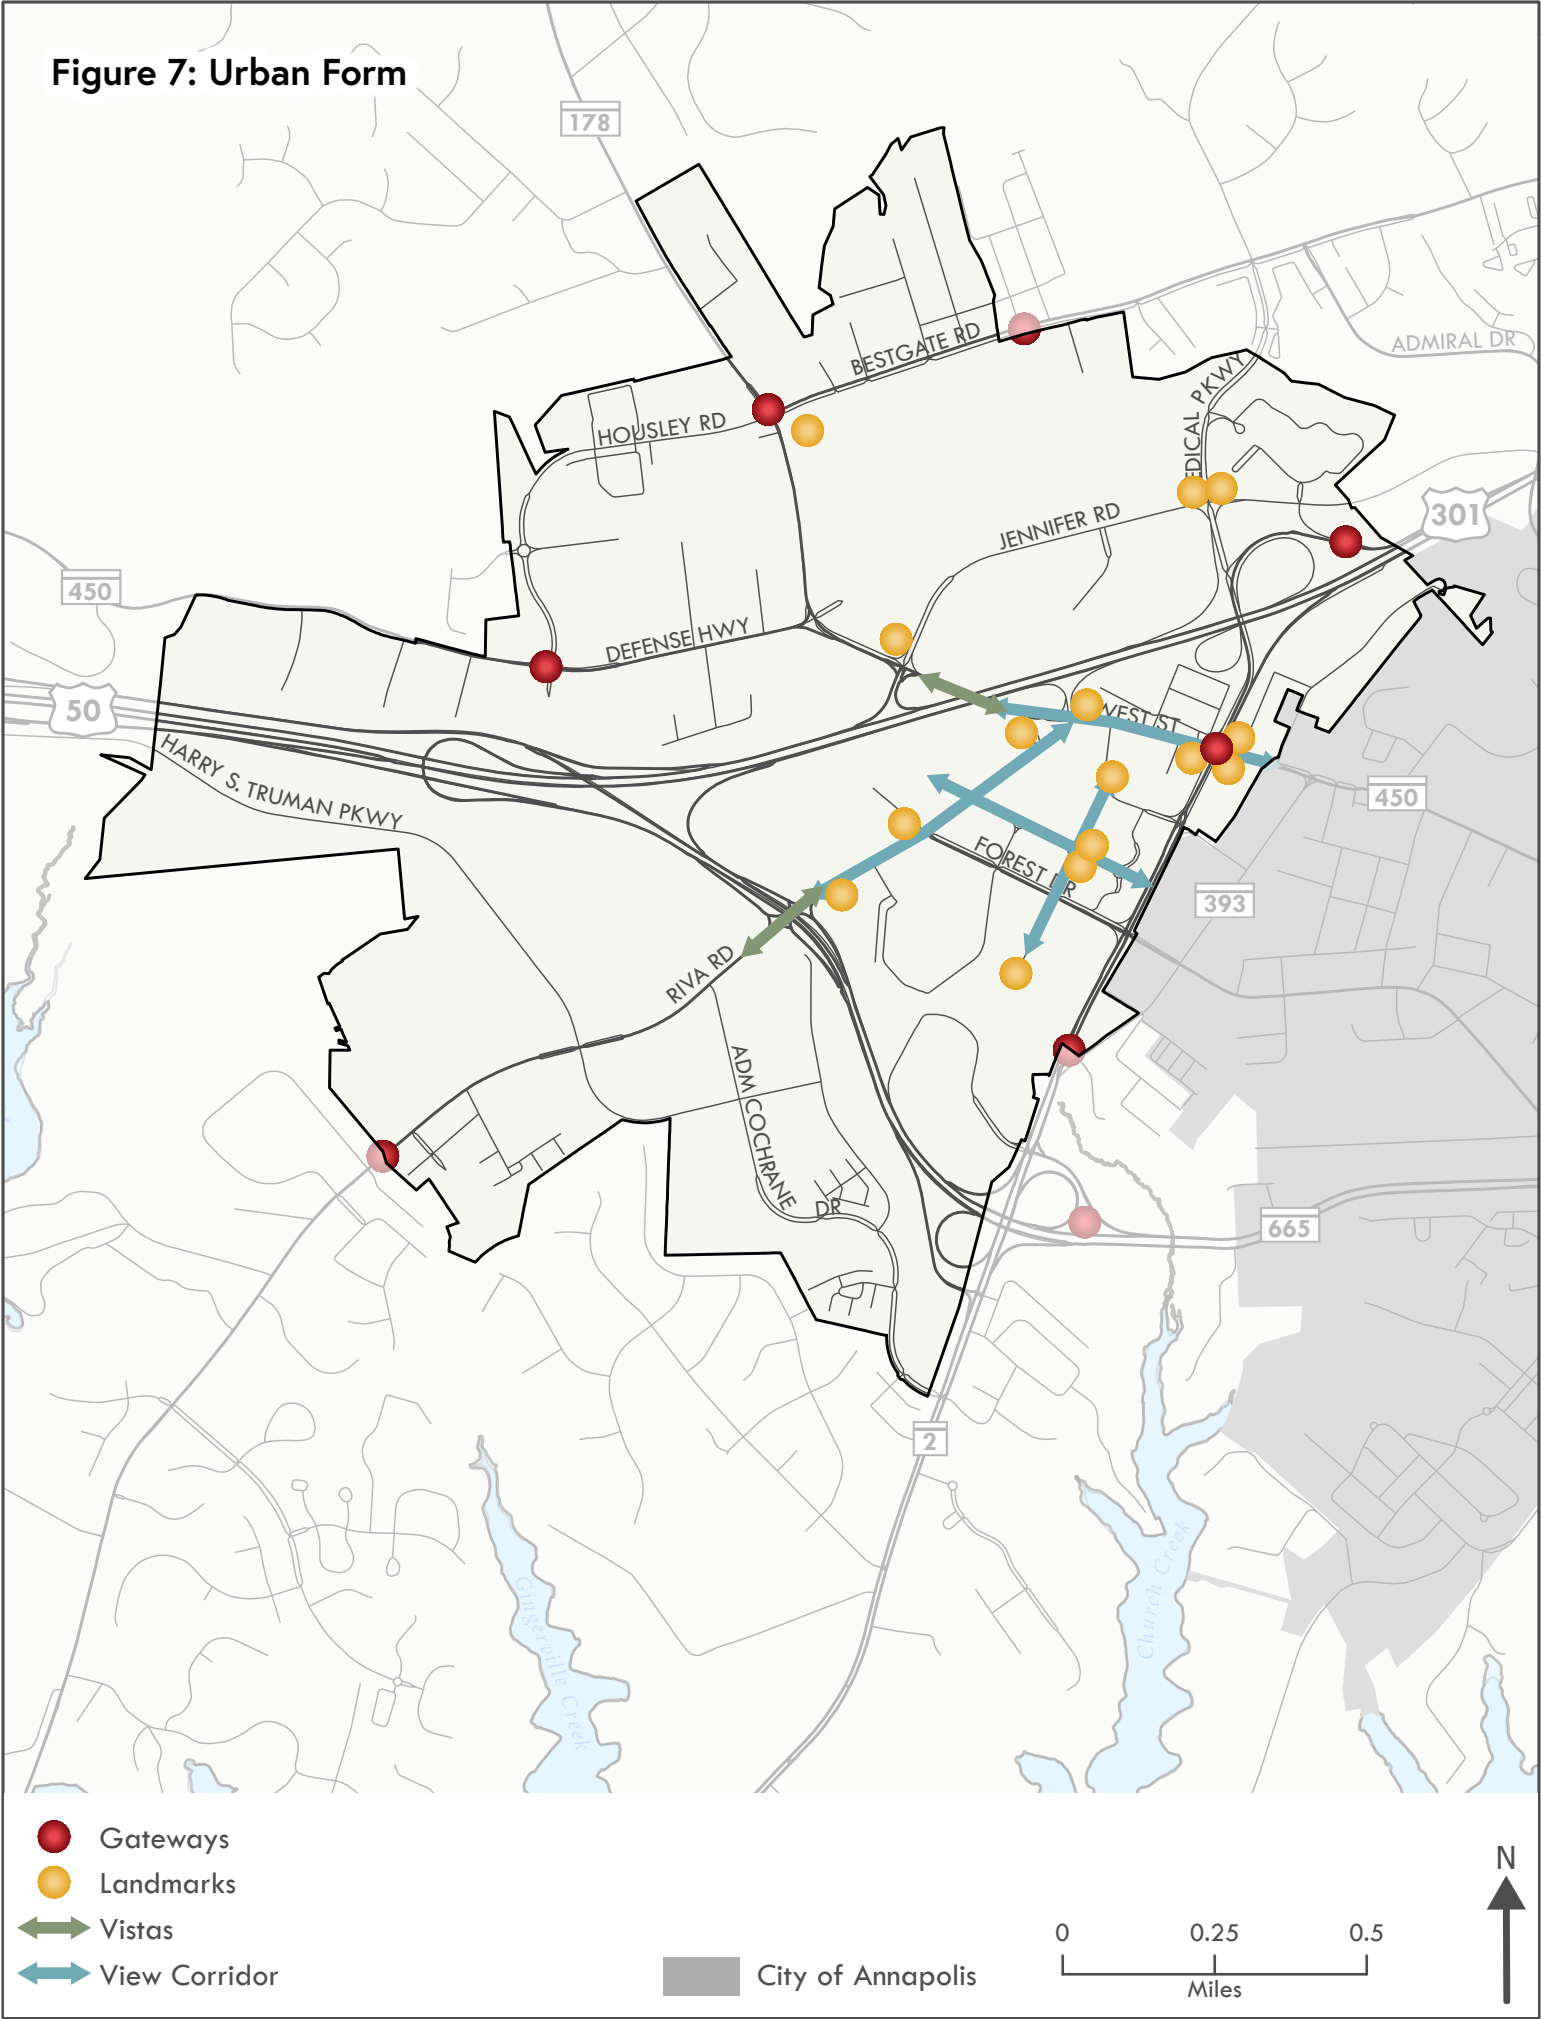 Figure 7: Urban Form
178
BESTGATE RD
ADMIRAL DR
HOUSLEY RD
EDICAL PKWY
301
JENNIFER RD
450
DEFENSE HWY
50
WEST ST
HARRY S. TRUMAN PKWY
450
FOREST DR
393
RIVA RD
ADM COCHRANE DR
665
2
Church Creek
Gingerville Creek
Gateways
Landmarks
Vistas
View Corridor
City of Annapolis
0 0.25 0.5
Miles
N